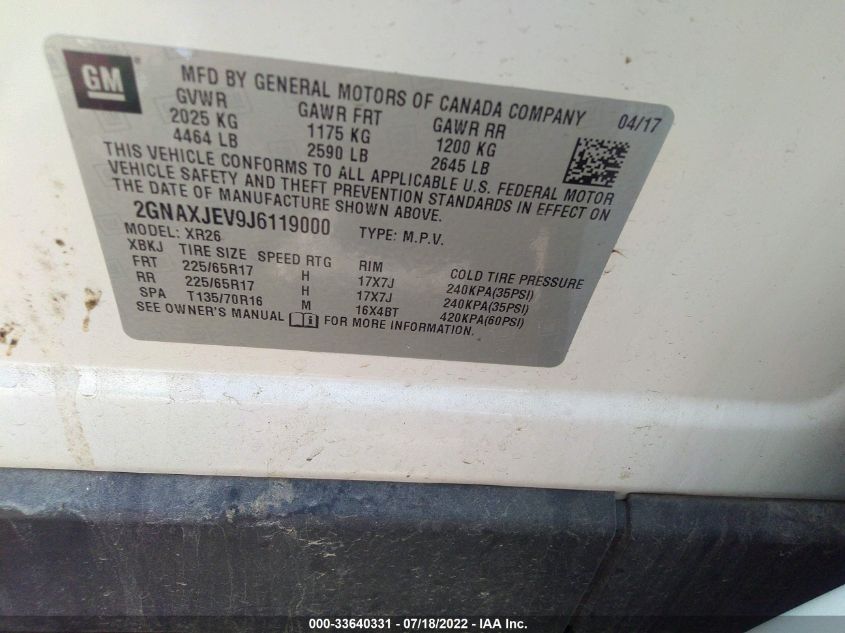 GM
MFD BY GENERAL MOTORS OF CANADA COMPANY 04/17
GVWR GAWR FRT GAWR RR
2025 KG 1175 KG 1200 KG
4464 LB 2590 LB 2645 LB
THIS VEHICLE CONFORMS TO ALL APPLICABLE U.S. FEDERAL MOTOR
VEHICLE SAFETY AND THEFT PREVENTION STANDARDS IN EFFECT ON
THE DATE OF MANUFACTURE SHOWN ABOVE.
2GNAXJEV9J6119000 TYPE: M.P.V.
MODEL: XR26
XBKJ TIRE SIZE SPEED RTG RIM COLD TIRE PRESSURE
FRT 225/65R17 H 17X7J 240KPA(35PSI)
RR 225/65R17 H 17X7J 240KPA(35PSI)
SPA T135/70R16 M 16X4BT 420KPA(60PSI)
SEE OWNER'S MANUAL i FOR MORE INFORMATION.
000-33640331 - 07/18/2022 - IAA Inc.